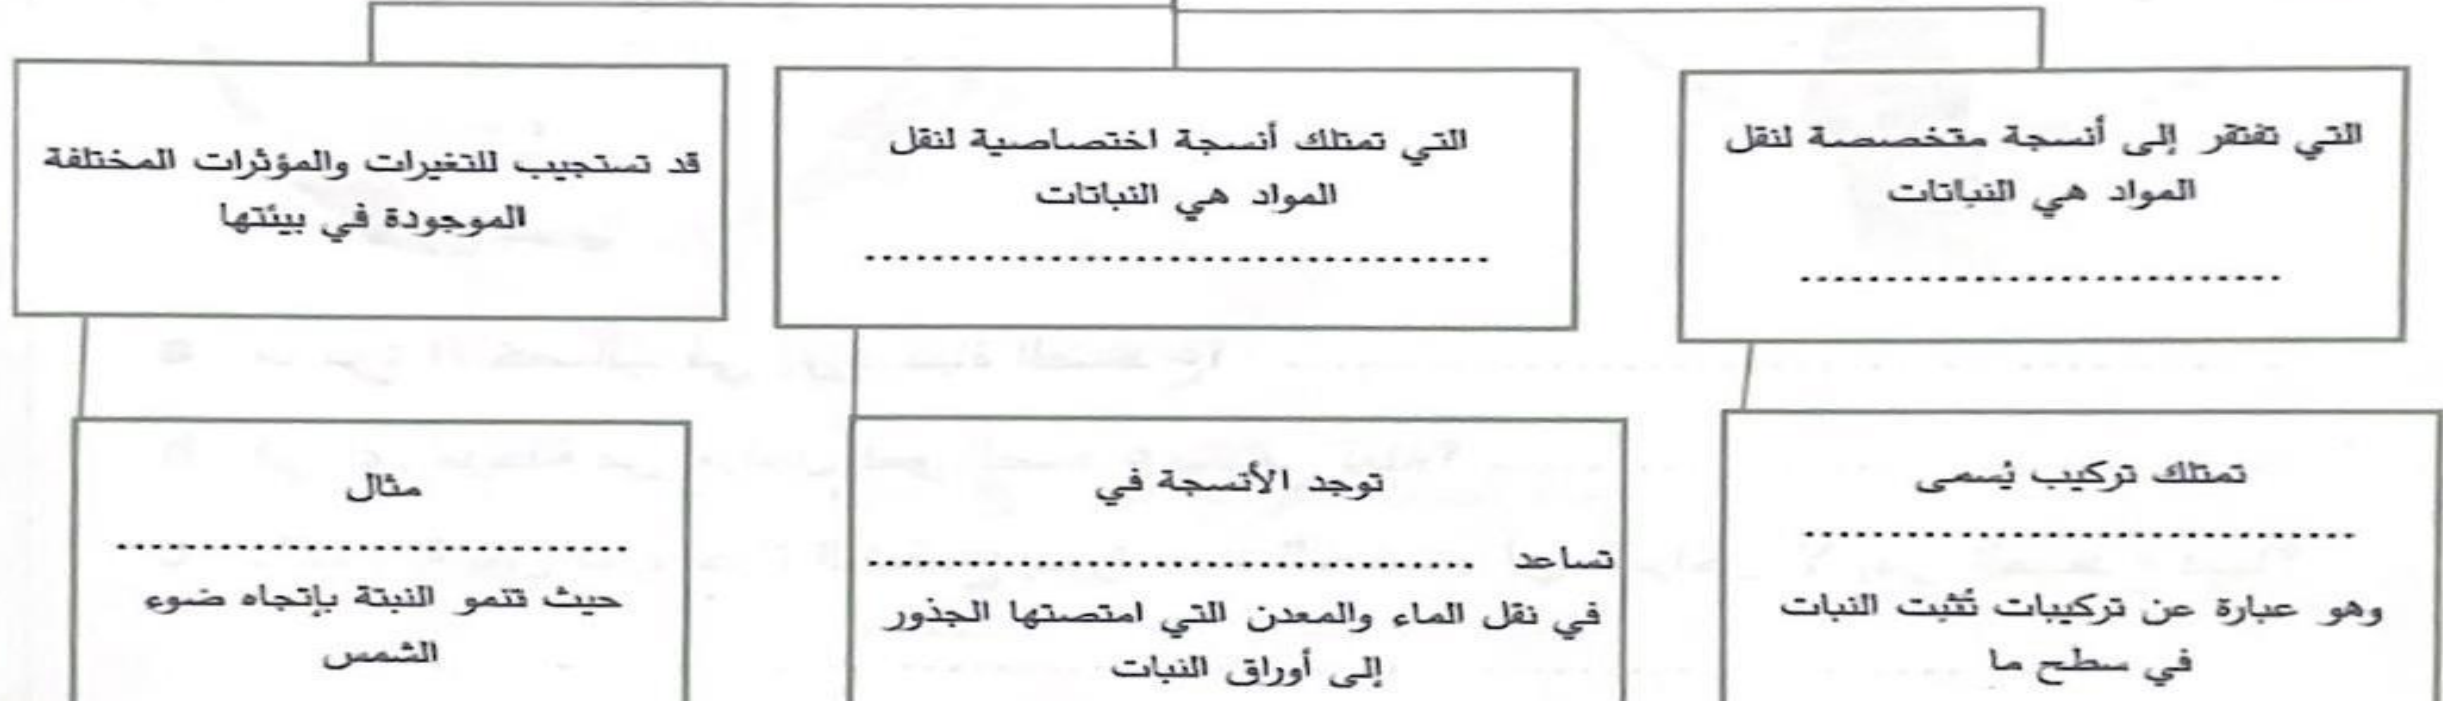 التي تفتقر إلى أنسجة متخصصة لنقل
المواد هي النباتات
..................................
التي تمتلك أنسجة اختصاصية لنقل
المواد هي النباتات
..................................
قد تستجيب للتغيرات والمؤثرات المختلفة
الموجودة في بيئتها
تمتلك تركيب يُسمى
..................................
وهو عبارة عن تركيبات تُثبت النبات
في سطح ما
توجد الأنسجة في
.................................. تساعد
في نقل الماء والمعدن التي امتصتها الجذور
إلى أوراق النبات
مثال
..................................
حيث تنمو النبتة بإتجاه ضوء
الشمس